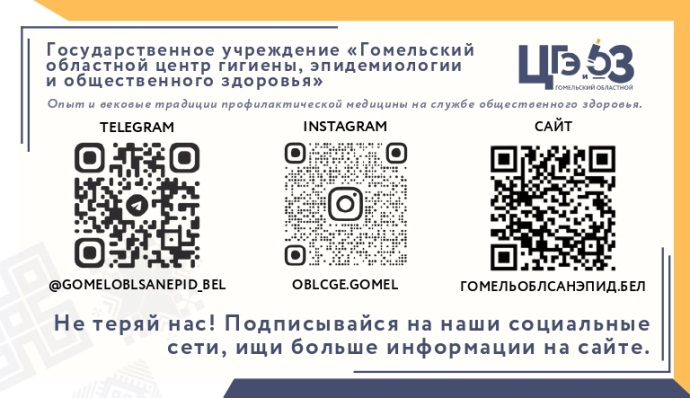 Государственное учреждение «Гомельский
областной центр гигиены, эпидемиологии
и общественного здоровья»
ЦГЭ и ОЗ
ГОМЕЛЬСКИЙ ОБЛАСТНОЙ
Опыт и вековые традиции профилактической медицины на службе общественного здоровья.
TELEGRAM
INSTAGRAM
САЙТ
@GOMELOBLSANEPID_BEL
OBLCGE.GOMEL
ГОМЕЛЬОБЛСАНЭПИД.БЕЛ
Не теряй нас! Подписывайся на наши социальные
сети, ищи больше информации на сайте.